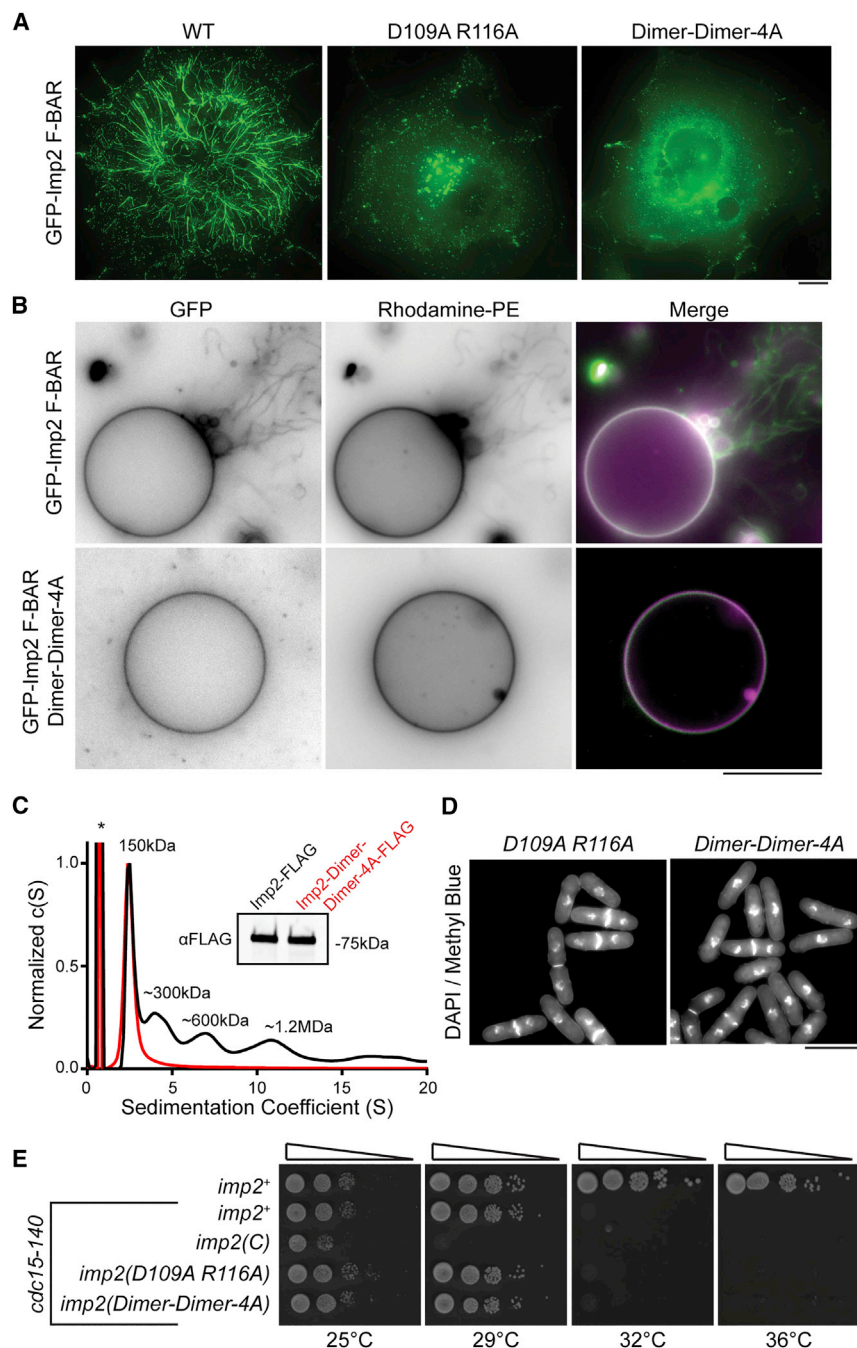 A
WT
D109A R116A
Dimer-Dimer-4A
GFP-Imp2 F-BAR
B
GFP
Rhodamine-PE
Merge
GFP-Imp2 F-BAR
GFP-Imp2 F-BAR
Dimer-Dimer-4A
C
*
150kDa
~300kDa
~600kDa
~1.2MDa
Imp2-FLAG
Imp2-Dimer-
Dimer-4A-FLAG
αFLAG
-75kDa
Normalized c(S)
1.0
0.5
0.0
0
5
10
15
20
Sedimentation Coefficient (S)
D
D109A R116A
Dimer-Dimer-4A
DAPI / Methyl Blue
E
imp2+
cdc15-140
imp2+
imp2(C)
imp2(D109A R116A)
imp2(Dimer-Dimer-4A)
25°C
29°C
32°C
36°C